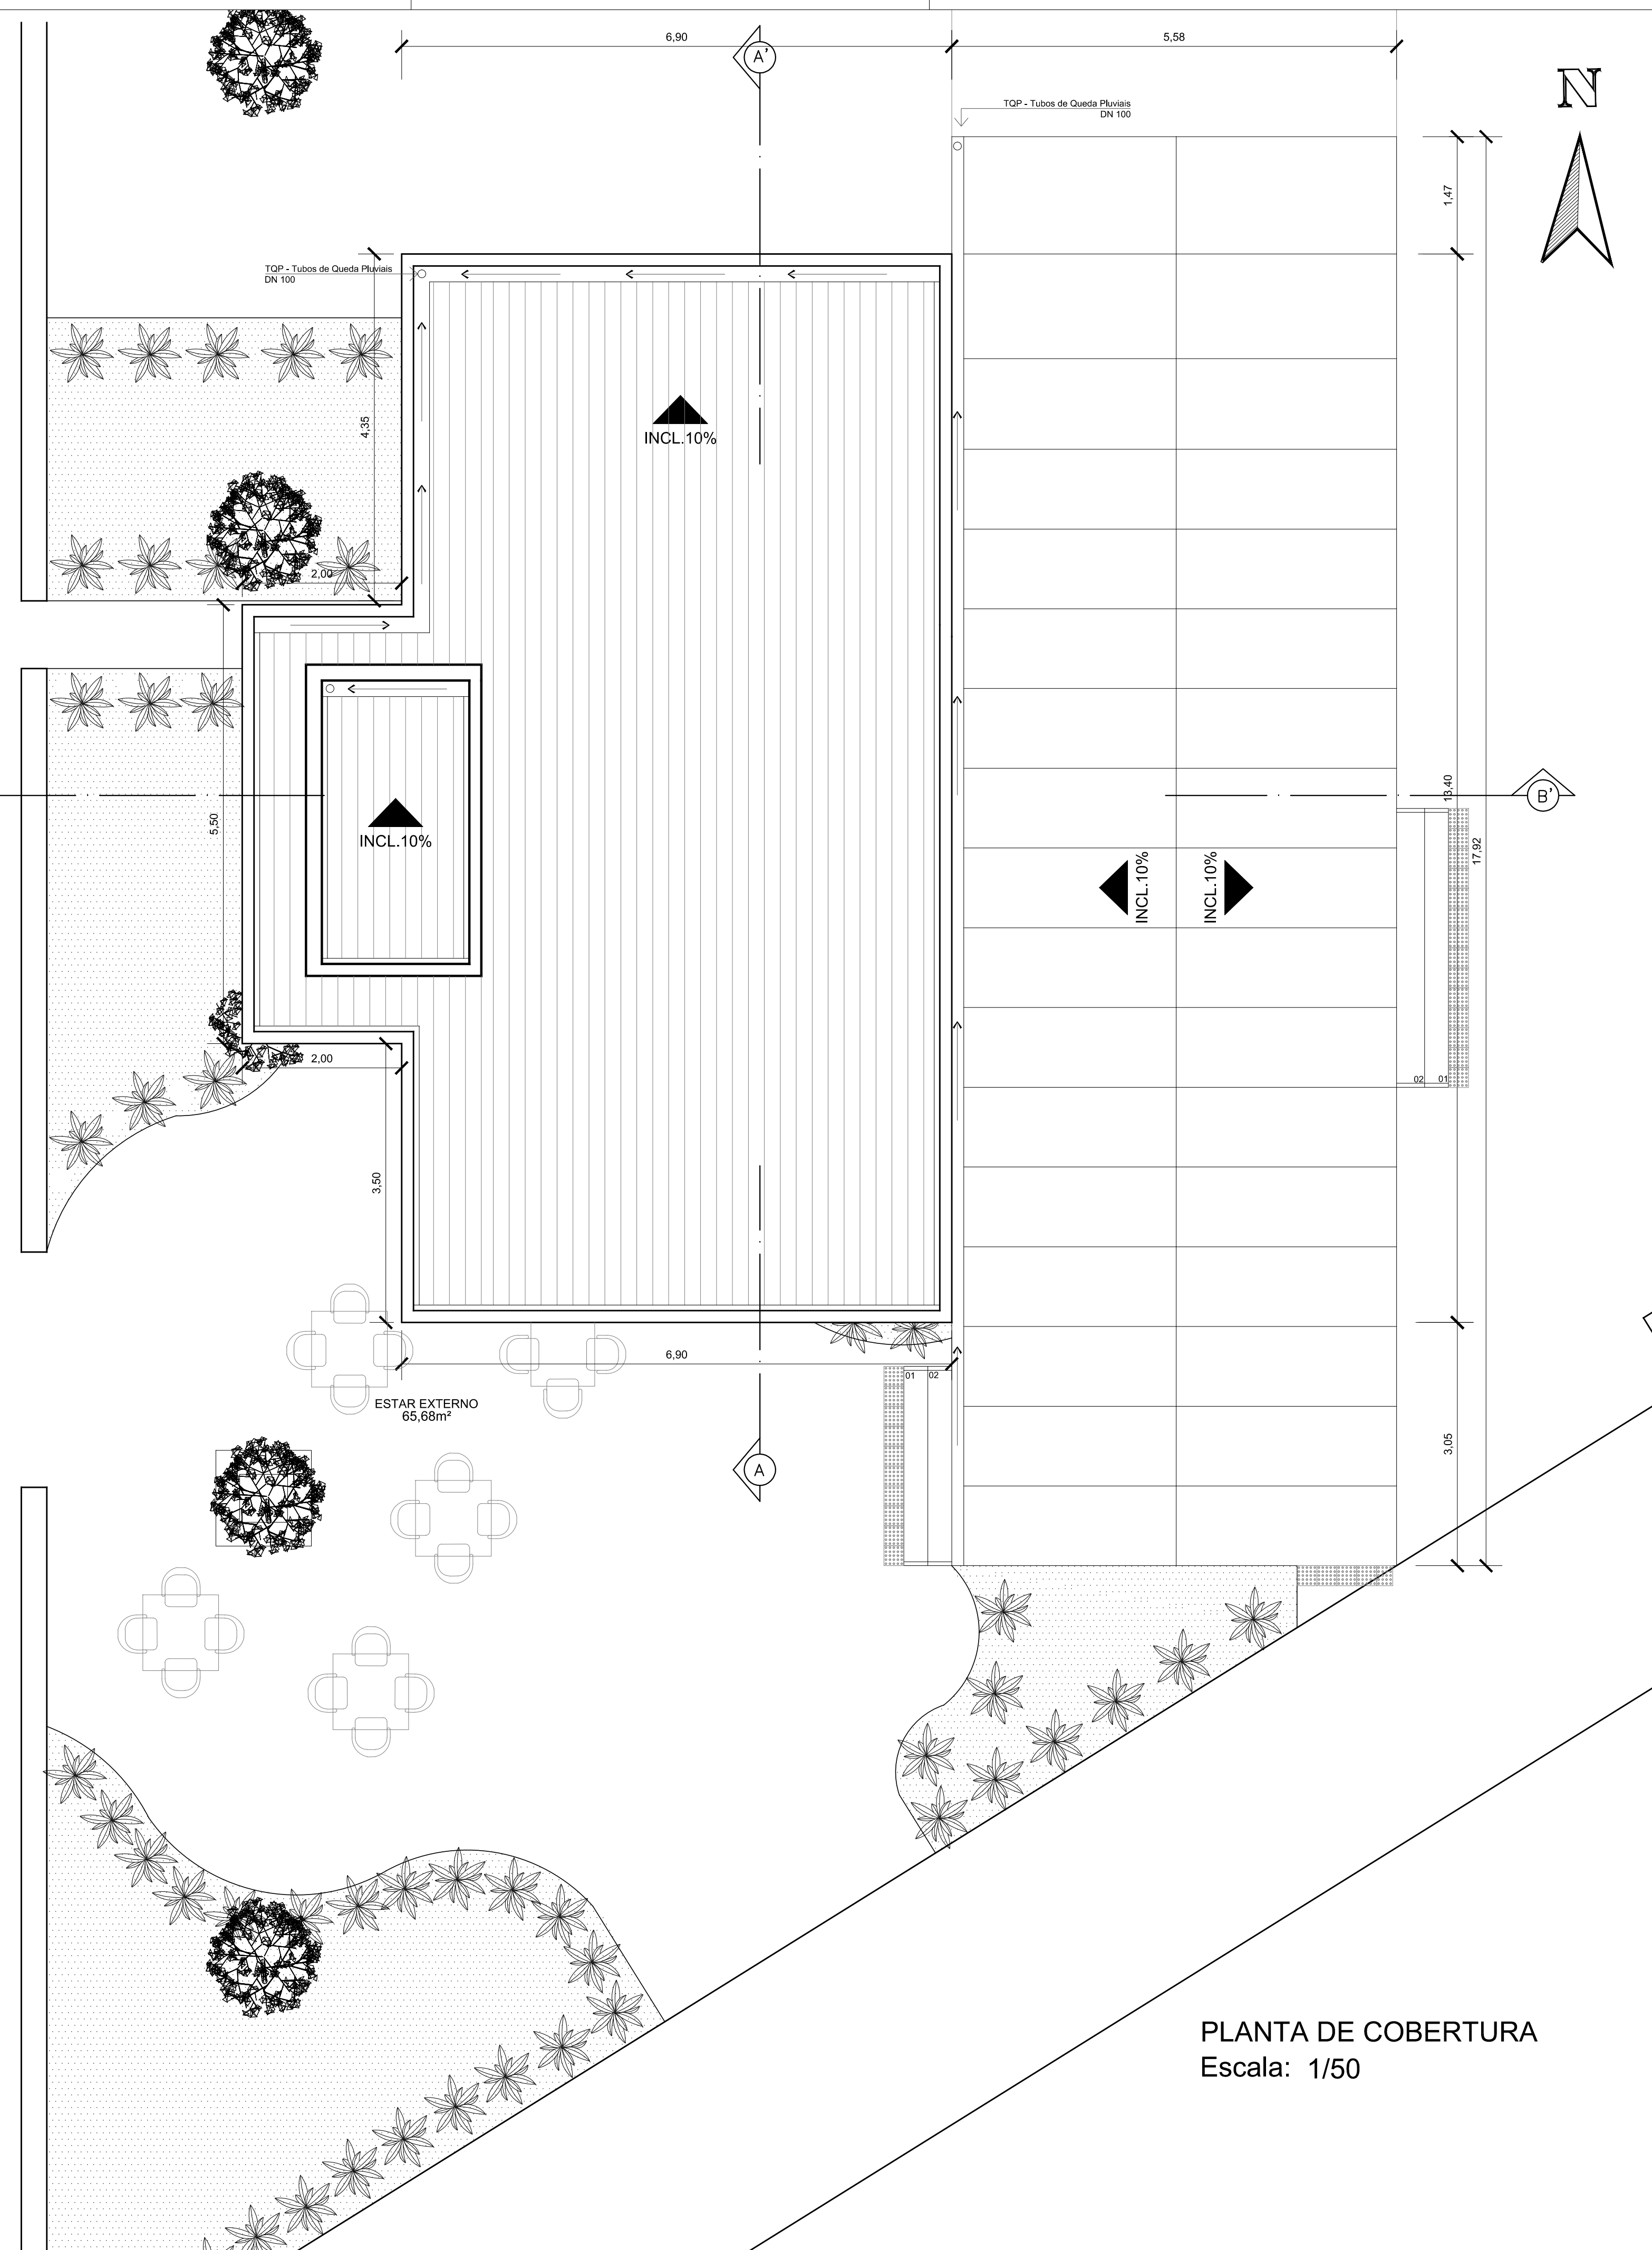 6,90
5,58
A'
N
TQP - Tubos de Queda Pluviais
DN 100
1,47
TQP - Tubos de Queda Pluviais
DN 100
4,35
INCL.10%
2,00
5,50
INCL.10%
13,40
B'
17,92
INCL.10%
INCL.10%
2,00
02 01
3,50
6,90
01 02
ESTAR EXTERNO
65,68m²
3,05
A
PLANTA DE COBERTURA
Escala: 1/50